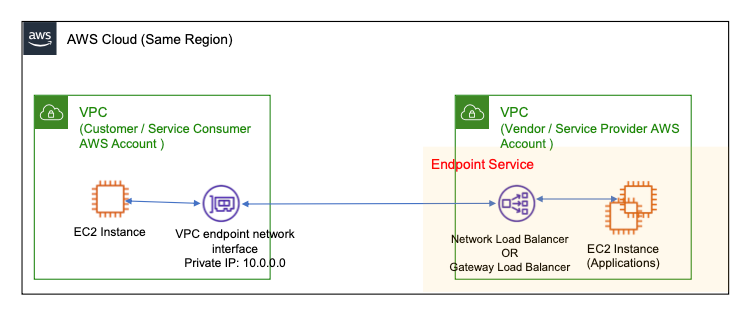 aws
AWS Cloud (Same Region)
VPC
(Customer / Service Consumer
AWS Account )
VPC
(Vendor / Service Provider AWS
Account )
Endpoint Service
EC2 Instance
VPC endpoint network
interface
Private IP: 10.0.0.0
Network Load Balancer
OR
Gateway Load Balancer
EC2 Instance
(Applications)